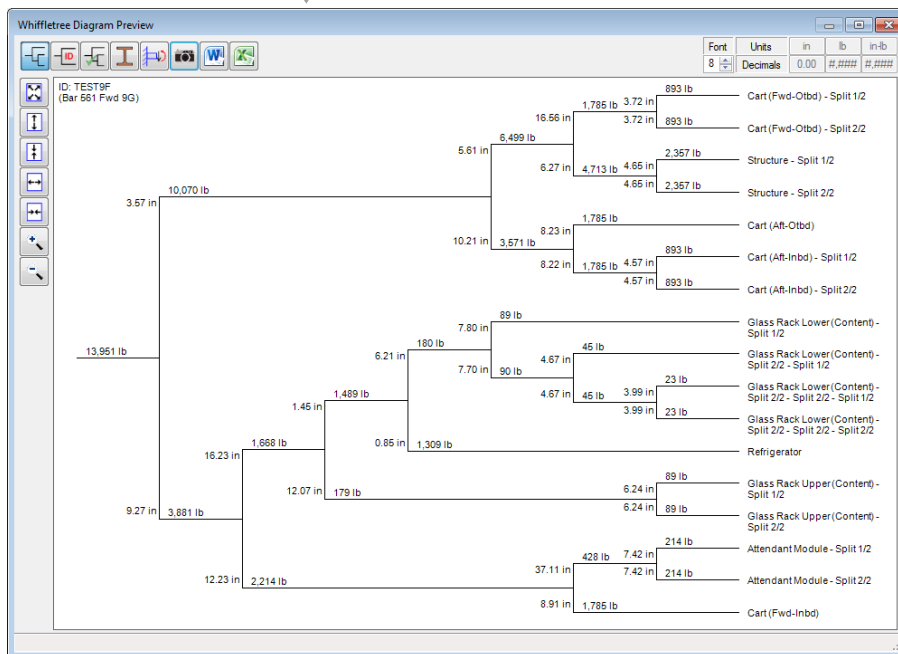 Whiffletree Diagram Preview
ID
W
X
Font
Units
in
lb
in-lb
8
Decimals
0.00
#,###
#,###
ID: TEST9F
(Bar 561 Fwd 9G)
893 lb
Cart (Fwd-Otbd) - Split 1/2
1,785 lb
3.72 in
16.56 in
3.72 in
893 lb
Cart (Fwd-Otbd) - Split 2/2
6,499 lb
5.61 in
2,357 lb
Structure - Split 1/2
6.27 in
4,713 lb
4.65 in
4.65 in
2,357 lb
Structure - Split 2/2
10,070 lb
3.57 in
1,785 lb
Cart (Aft-Otbd)
8.23 in
10.21 in
3,571 lb
893 lb
Cart (Aft-Inbd) - Split 1/2
8.22 in
1,785 lb
4.57 in
4.57 in
893 lb
Cart (Aft-Inbd) - Split 2/2
89 lb
Glass Rack Lower (Content) -
Split 1/2
7.80 in
180 lb
6.21 in
13,951 lb
45 lb
Glass Rack Lower (Content) -
Split 2/2 - Split 1/2
4.67 in
7.70 in
90 lb
23 lb
Glass Rack Lower (Content) -
Split 2/2 - Split 2/2 - Split 1/2
4.67 in
45 lb
3.99 in
3.99 in
23 lb
Glass Rack Lower (Content) -
Split 2/2 - Split 2/2 - Split 2/2
1,489 lb
1.45 in
0.85 in
1,309 lb
Refrigerator
1,668 lb
16.23 in
89 lb
Glass Rack Upper (Content) -
Split 1/2
12.07 in
179 lb
6.24 in
6.24 in
89 lb
Glass Rack Upper (Content) -
Split 2/2
9.27 in
3,881 lb
214 lb
Attendant Module - Split 1/2
428 lb
7.42 in
37.11 in
7.42 in
214 lb
Attendant Module - Split 2/2
12.23 in
2,214 lb
8.91 in
1,785 lb
Cart (Fwd-Inbd)